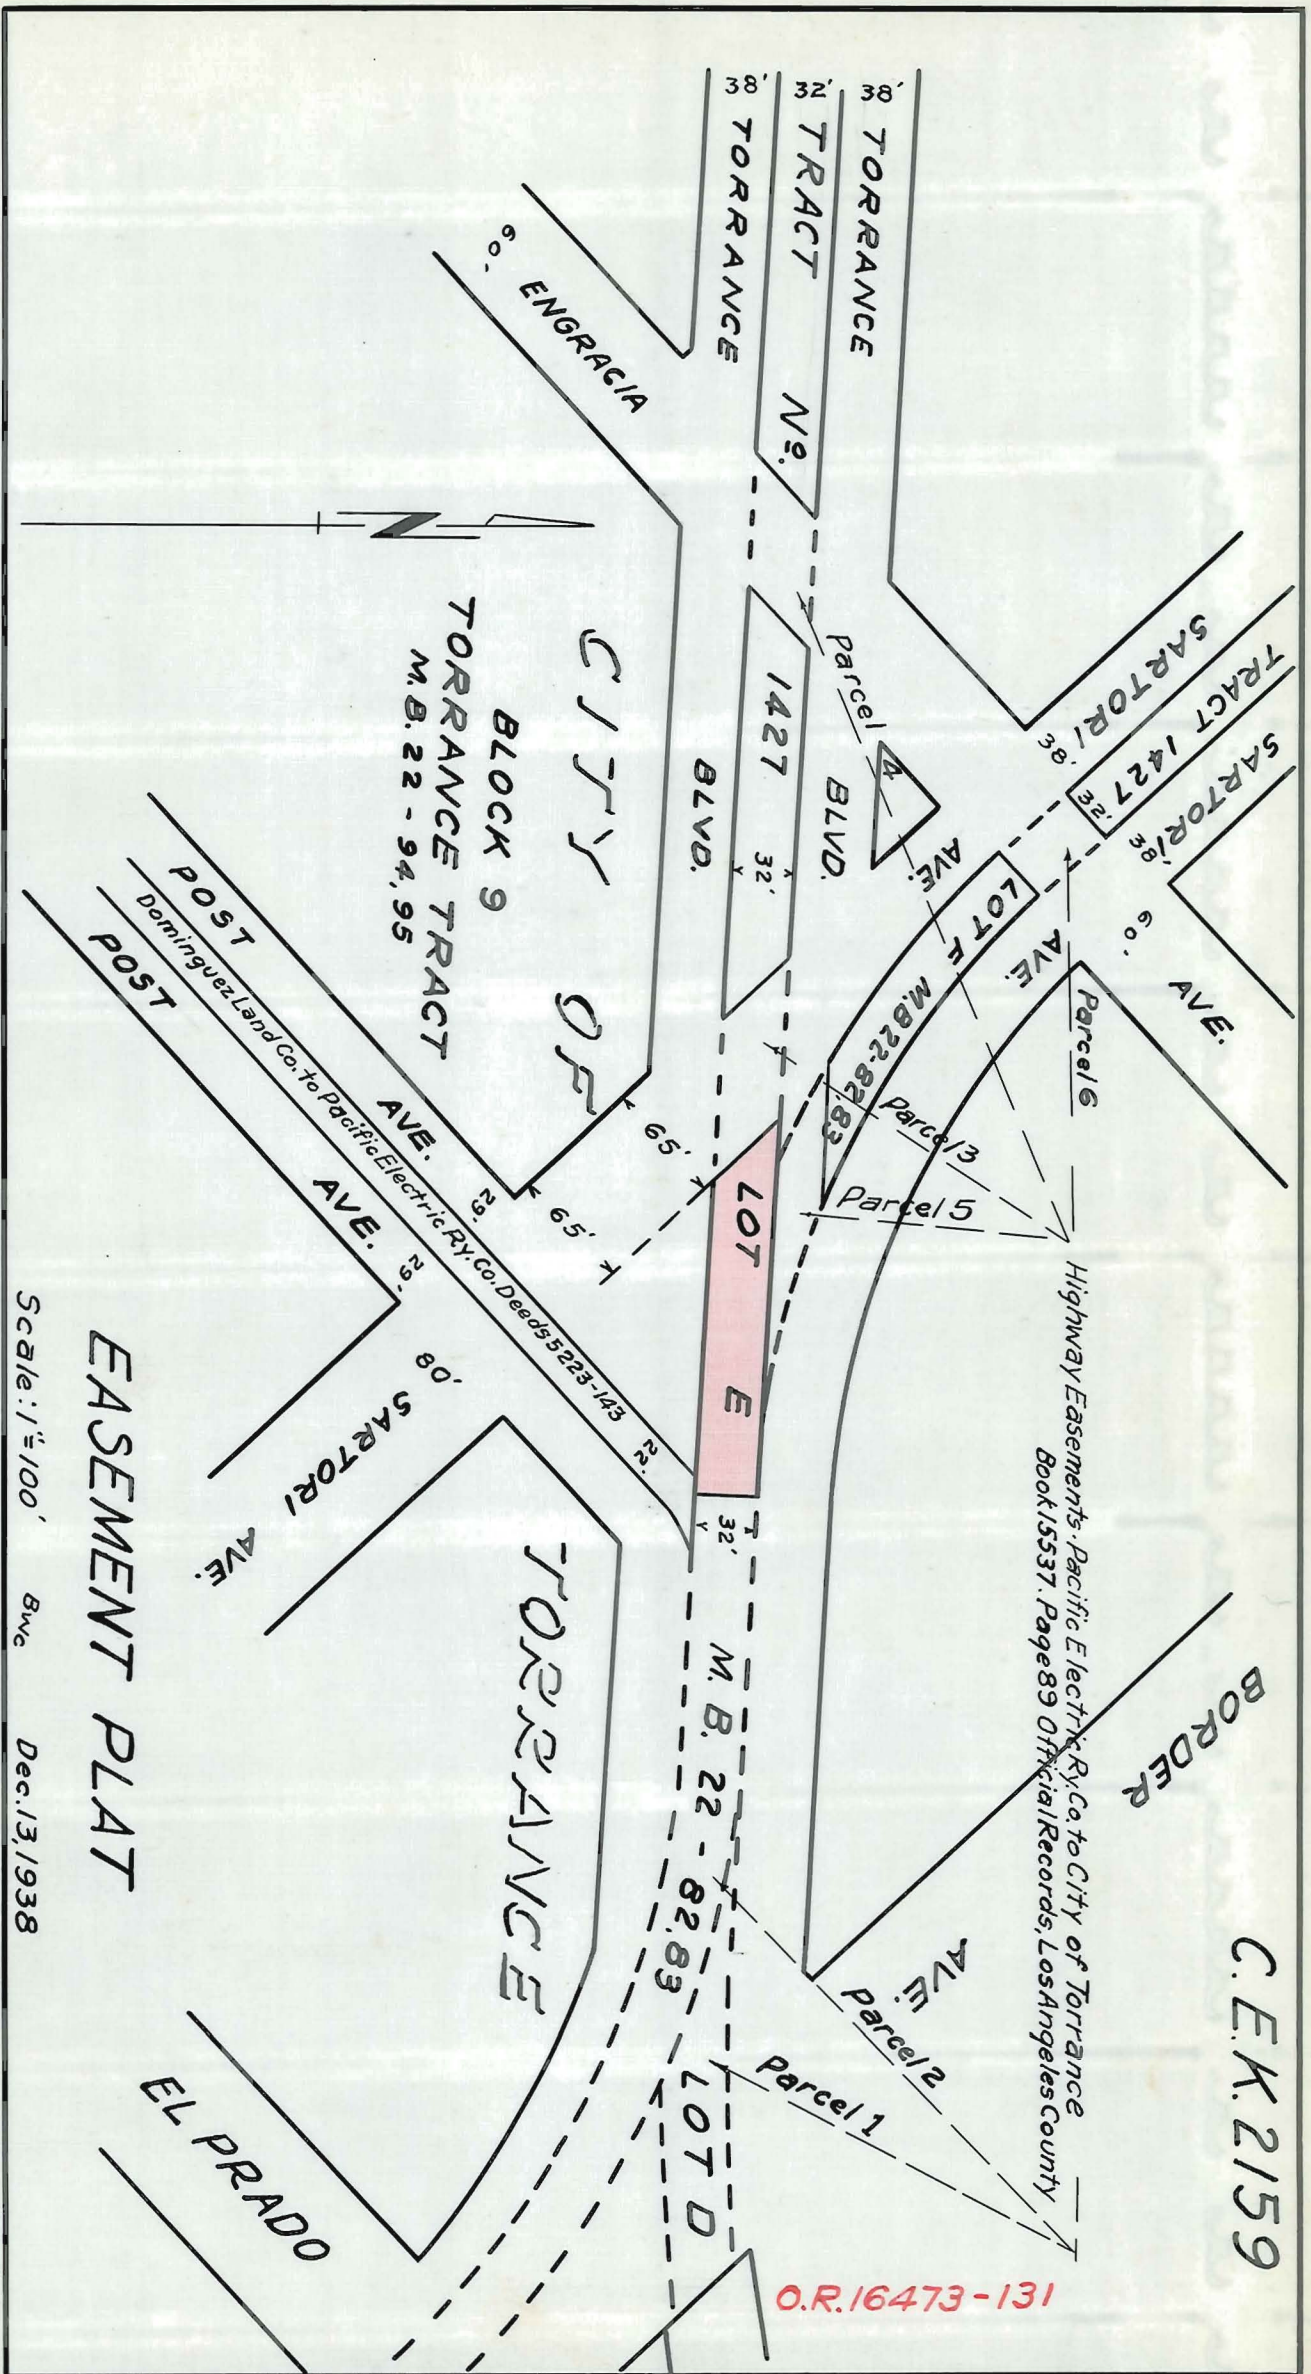 C.E.K. 2159
O.R.16473-131
BORDER
AVE.
Highway Easements, Pacific Electric Ry. Co. to City of Torrance
Book 15537. Page 89 Official Records, Los Angeles County
Parcel 1
Parcel 2
Parcel 3
Parcel 4
Parcel 5
Parcel 6
SARTORI
AVE.
38'
TRACT 1427
32'
SARTORI
AVE.
38'
60'
AVE.
LOT F M.B.22-82,83
38' TORRANCE BLVD.
32' TRACT No. 1427
32'
38' TORRANCE BLVD.
60' ENGRACIA
LOT E
32'
M. B. 22 - 82,83
LOT D
N
CITY OF TORRANCE
BLOCK 9
TORRANCE TRACT
M.B. 22 - 94,95
65'
65'
POST AVE.
29'
Dominguez Land Co. to Pacific Electric Ry. Co. Deeds 5223-143
22'
POST AVE.
29'
80'
SARTORI AVE.
EL PRADO
EASEMENT PLAT
Scale: 1"=100' BWC Dec.13,1938